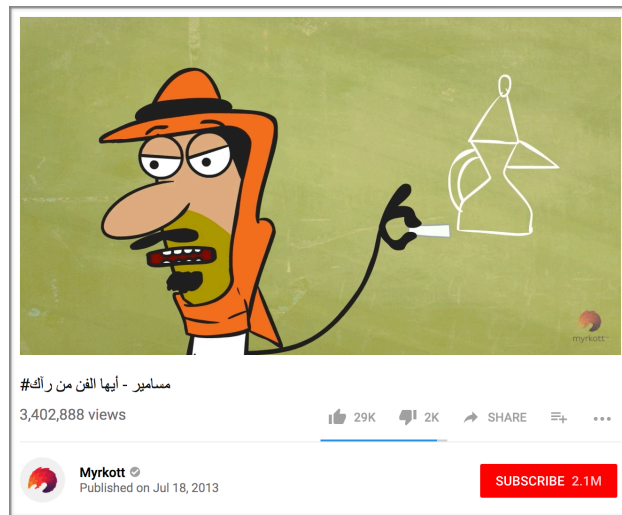 myrkott
#مسامير - أيها الفن من رآك
3,402,888 views
29K 2K SHARE
Myrkott
Published on Jul 18, 2013
SUBSCRIBE 2.1M